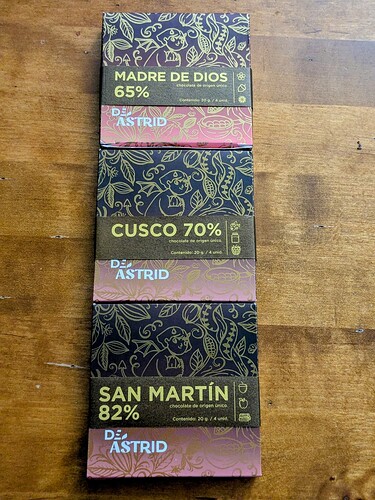 MADRE DE DIOS
65%
chocolate de origen único.
Contenido: 20 g. / 4 unid.
DE
ASTRID
CUSCO 70%
chocolate de origen único.
Contenido: 20 g. / 4 unid.
DE
ASTRID
SAN MARTÍN
82%
chocolate de origen único.
Contenido: 20 g. / 4 unid.
DE
ASTRID